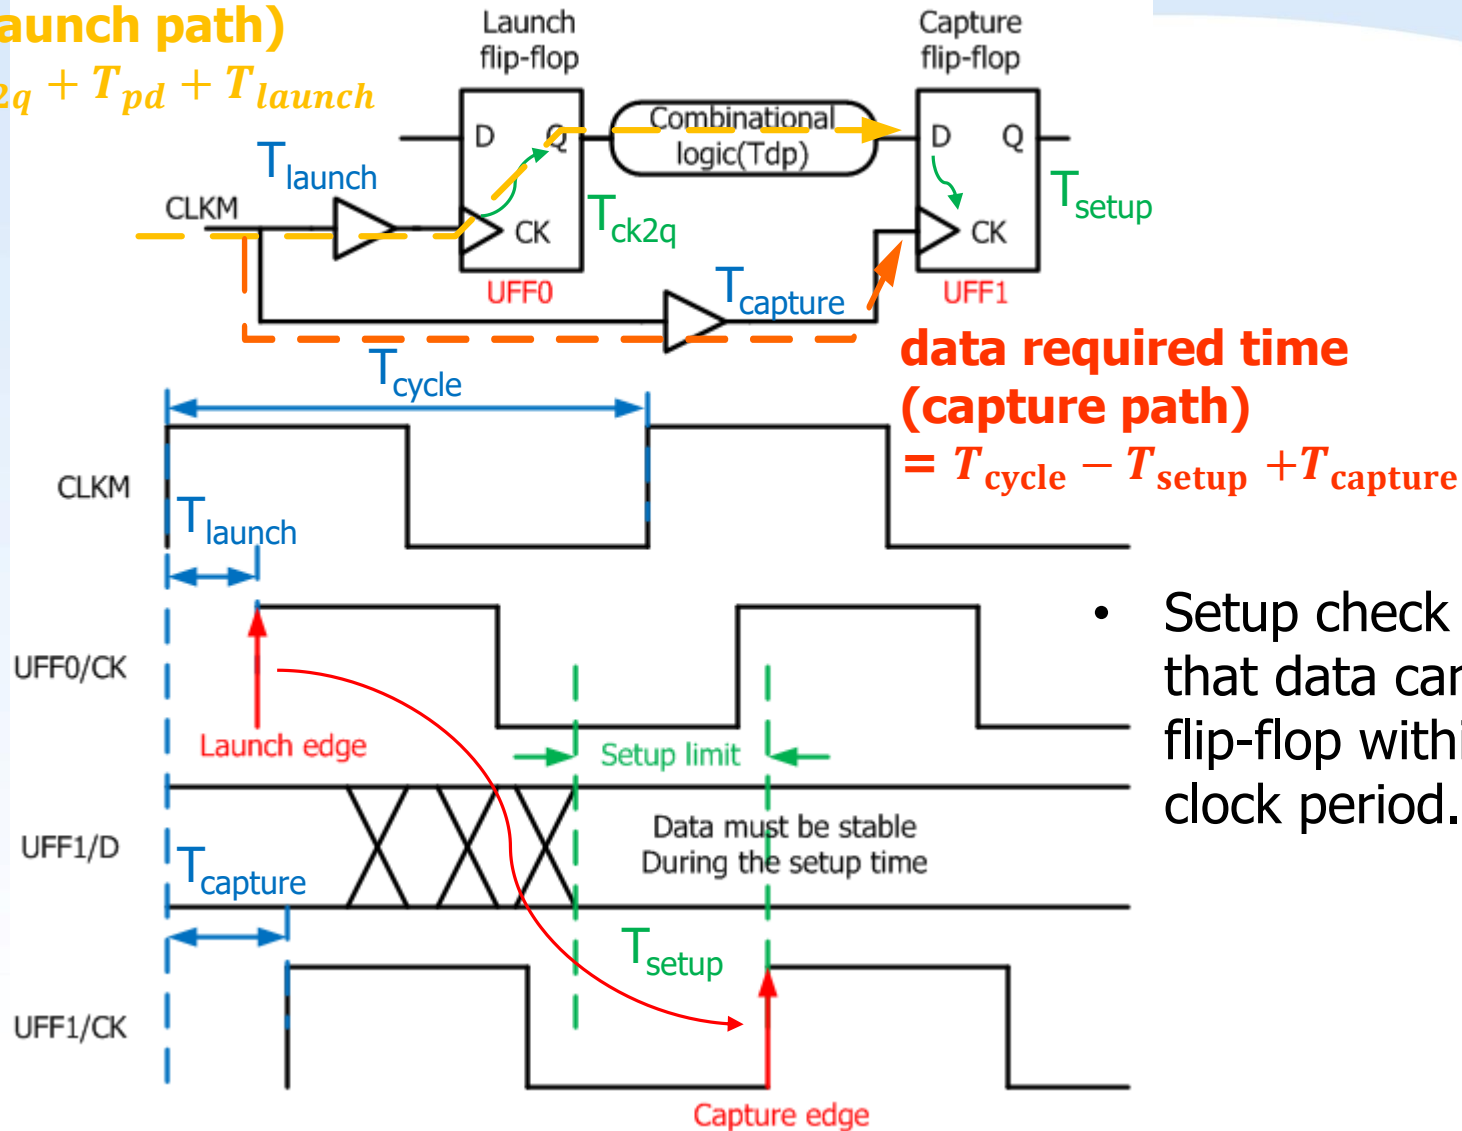 aunch path)
2q + Tpd + Tlaunch
Launch
flip-flop
Capture
flip-flop
D
Q
Combinational
logic(Tdp)
D
Q
Tlaunch
CLKM
CK
Tck2q
CK
Tsetup
UFF0
Tcapture
UFF1
data required time
(capture path)
= Tcycle − Tsetup +Tcapture
Tcycle
CLKM
Tlaunch
• Setup check
that data ca
flip-flop with
clock period.
UFF0/CK
Launch edge
Setup limit
UFF1/D
Data must be stable
During the setup time
Tcapture
Tsetup
UFF1/CK
Capture edge